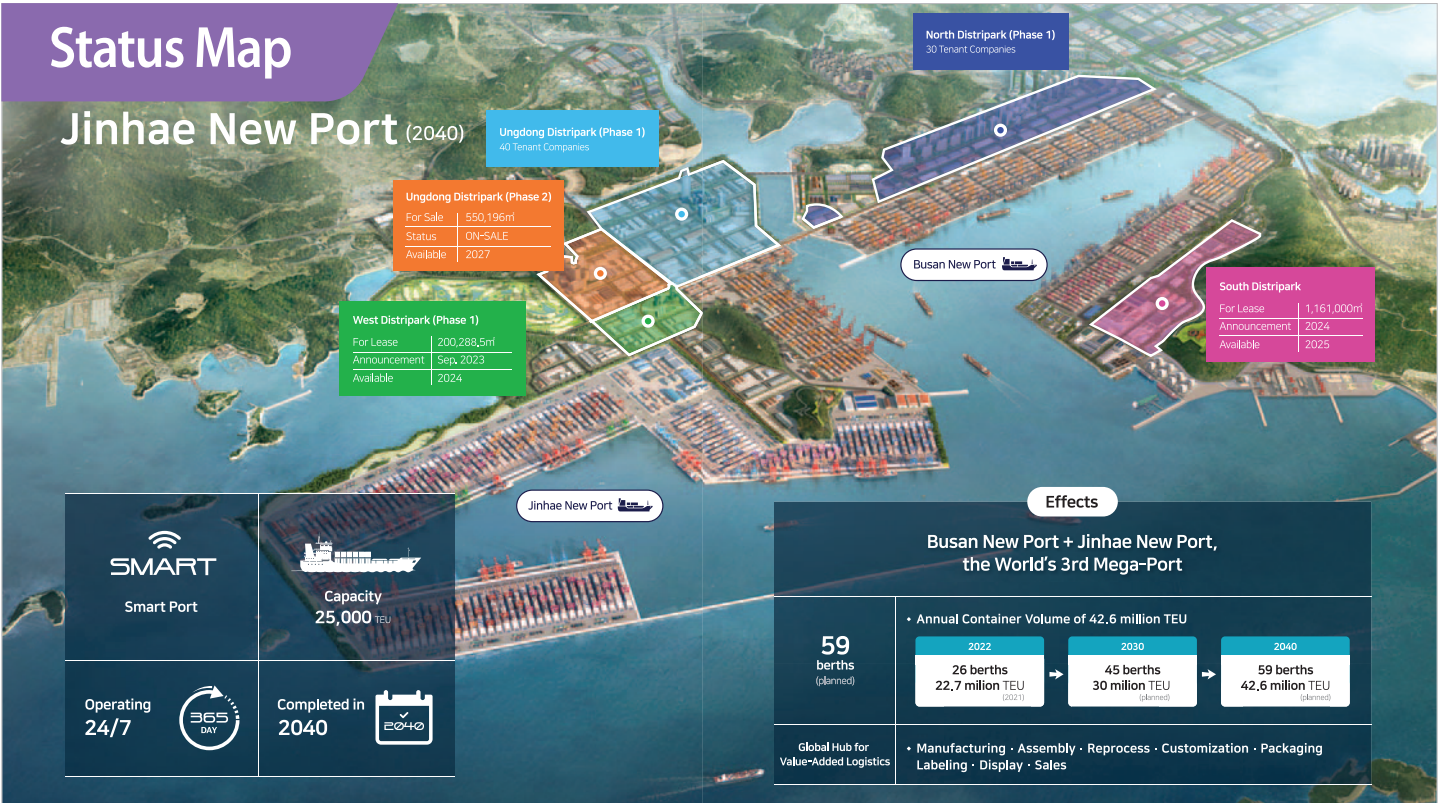 Status Map
Jinhae New Port (2040)
North Distripark (Phase 1)
30 Tenant Companies
Ungdong Distripark (Phase 1)
40 Tenant Companies
Ungdong Distripark (Phase 2)
For Sale 550,196㎡
Status ON-SALE
Available 2027
West Distripark (Phase 1)
For Lease 200,288.5㎡
Announcement Sep. 2023
Available 2024
Busan New Port
South Distripark
For Lease 1,161,000㎡
Announcement 2024
Available 2025
Jinhae New Port
SMART
Smart Port
Capacity
25,000 TEU
Operating
24/7
365
DAY
Completed in
2040
2040
Effects
Busan New Port + Jinhae New Port,
the World's 3rd Mega-Port
59
berths
(planned)
• Annual Container Volume of 42.6 million TEU
2022
26 berths
22.7 milion TEU
(2021)
2030
45 berths
30 milion TEU
(planned)
2040
59 berths
42.6 milion TEU
(planned)
Global Hub for
Value-Added Logistics
• Manufacturing · Assembly · Reprocess · Customization · Packaging
Labeling · Display · Sales